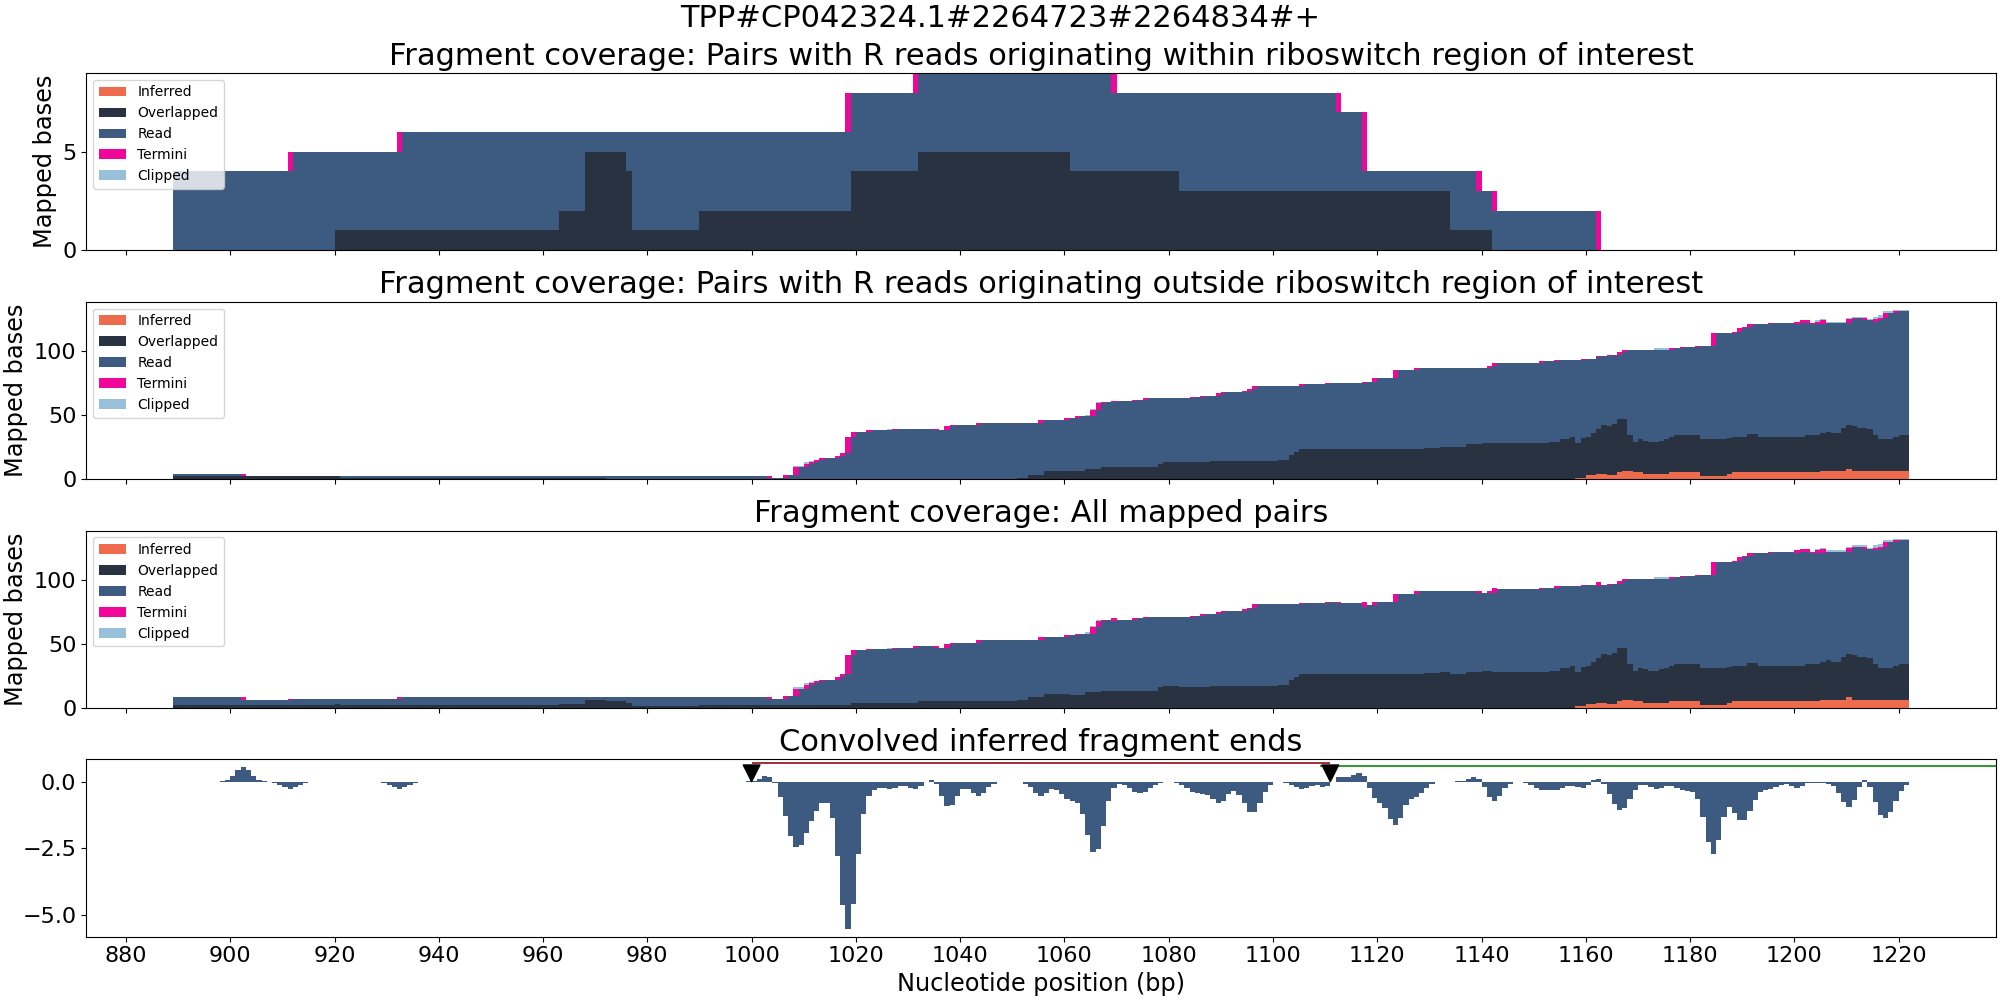 TPP#CP042324.1#2264723#2264834#+
Fragment coverage: Pairs with R reads originating within riboswitch region of interest
Mapped bases
5
0
Inferred
Overlapped
Read
Termini
Clipped
Fragment coverage: Pairs with R reads originating outside riboswitch region of interest
Mapped bases
100
50
0
Inferred
Overlapped
Read
Termini
Clipped
Fragment coverage: All mapped pairs
Mapped bases
100
50
0
Inferred
Overlapped
Read
Termini
Clipped
Convolved inferred fragment ends
0.0
−2.5
−5.0
880 900 920 940 960 980 1000 1020 1040 1060 1080 1100 1120 1140 1160 1180 1200 1220
Nucleotide position (bp)